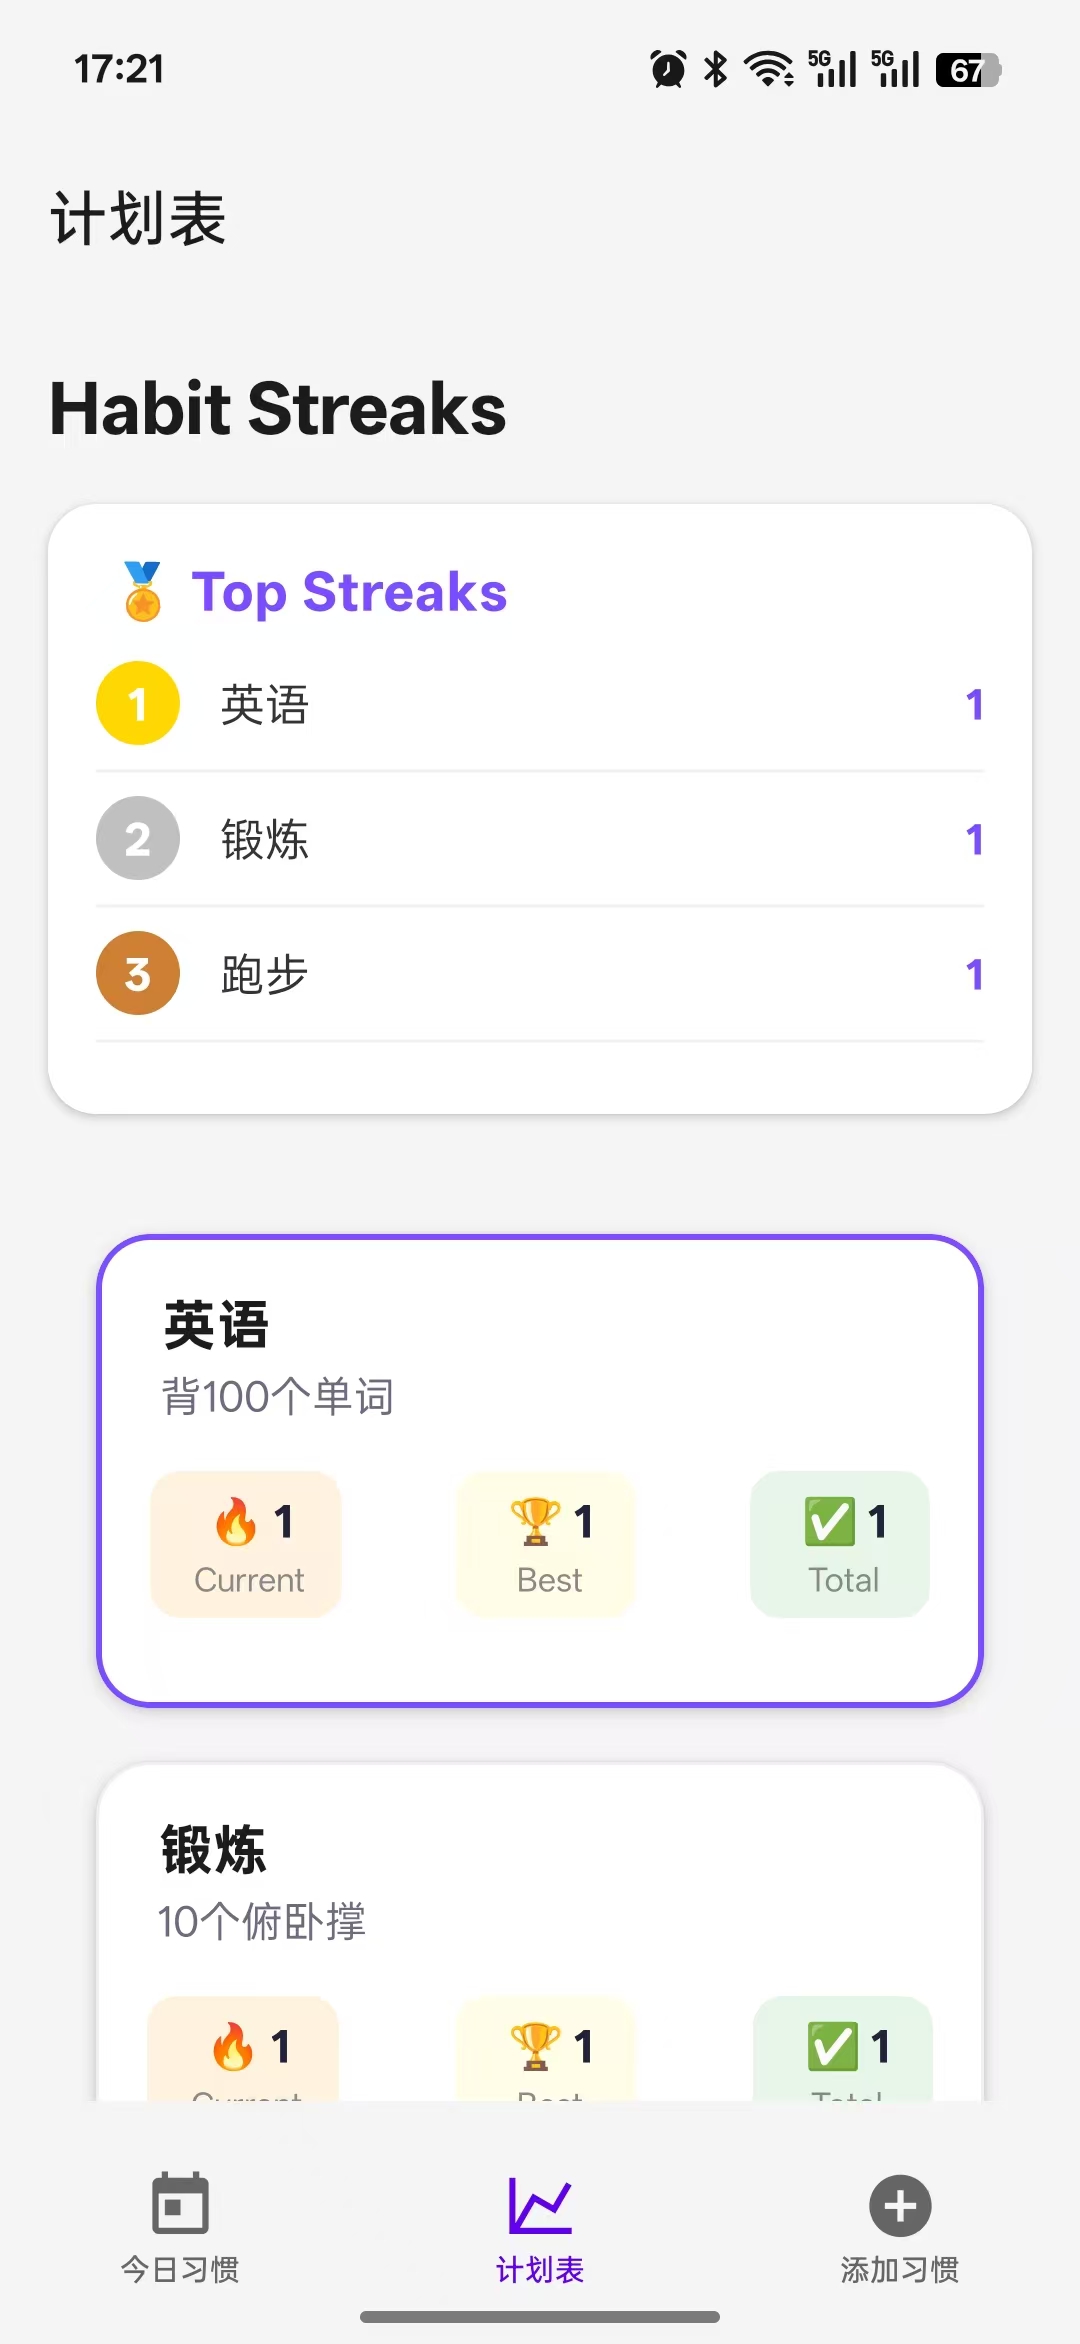 17:21
5G 5G 67
计划表
Habit Streaks
Top Streaks
1 英语 1
2 锻炼 1
3 跑步 1
英语
背100个单词
1 1 1
Current Best Total
锻炼
10个俯卧撑
1 1 1
Current Best Total
今日习惯 计划表 添加习惯